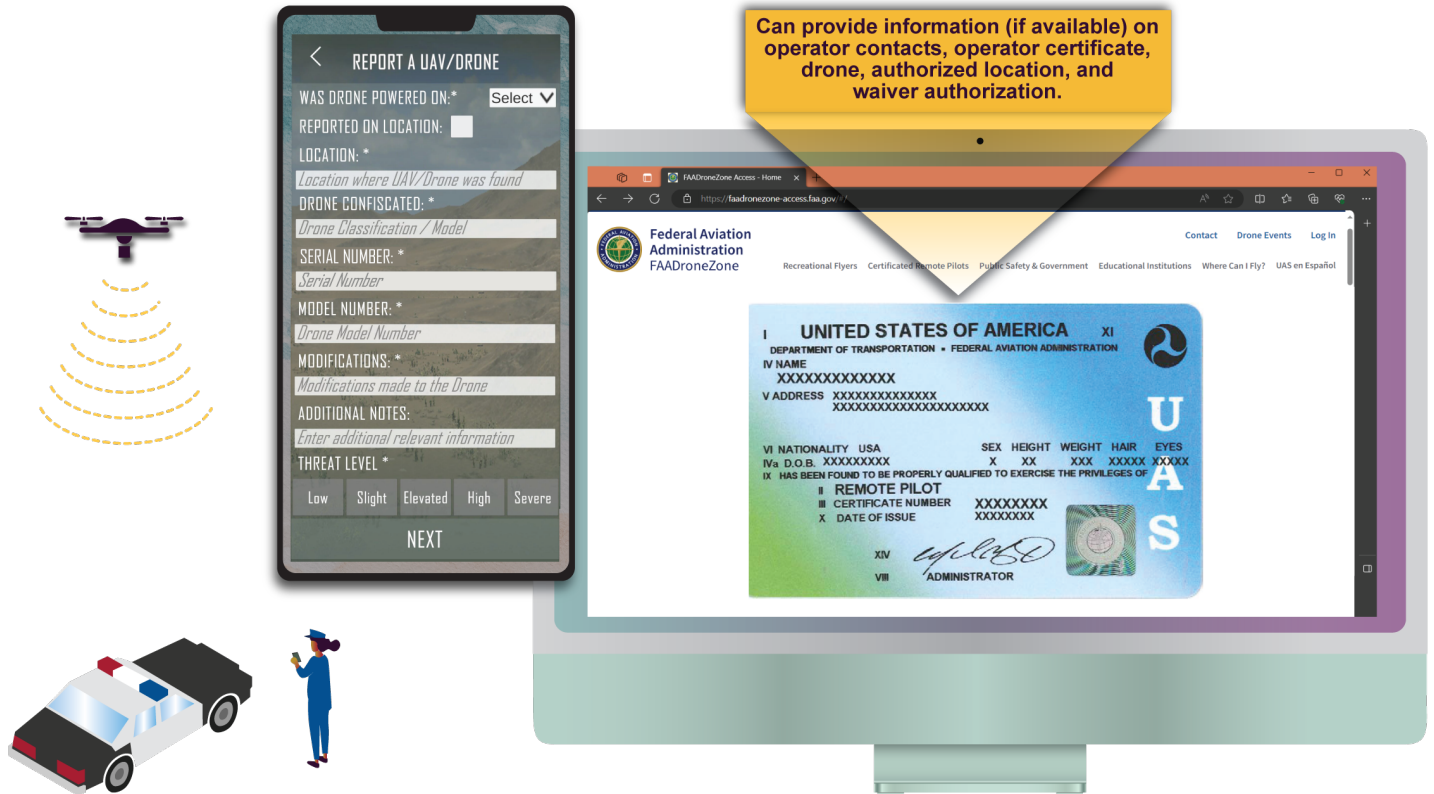 REPORT A UAV/DRONE
WAS DRONE POWERED ON:* Select
REPORTED ON LOCATION:
LOCATION: *
Location where UAV/Drone was found
DRONE CONFISCATED: *
Drone Classification / Model
SERIAL NUMBER: *
Serial Number
MODEL NUMBER: *
Drone Model Number
MODIFICATIONS: *
Modifications made to the Drone
ADDITIONAL NOTES:
Enter additional relevant information
THREAT LEVEL *
Low Slight Elevated High Severe
NEXT
Can provide information (if available) on
operator contacts, operator certificate,
drone, authorized location, and
waiver authorization.
FAADroneZone Access - Home
https://faadronezone-access.faa.gov/#/
Federal Aviation
Administration
FAADroneZone
Contact Drone Events Log In
Recreational Flyers Certificated Remote Pilots Public Safety & Government Educational Institutions Where Can I Fly? UAS en Español
I UNITED STATES OF AMERICA XI
DEPARTMENT OF TRANSPORTATION • FEDERAL AVIATION ADMINISTRATION
IV NAME
XXXXXXXXXXXXX
V ADDRESS XXXXXXXXXXXXX
XXXXXXXXXXXXXXXXXXXX
VI NATIONALITY USA SEX HEIGHT WEIGHT HAIR EYES
IVa D.O.B. XXXXXXXXX X XX XXX XXXXX XXXXX
IX HAS BEEN FOUND TO BE PROPERLY QUALIFIED TO EXERCISE THE PRIVILEGES OF
II REMOTE PILOT
III CERTIFICATE NUMBER XXXXXXXX
X DATE OF ISSUE XXXXXXXX
XIV
VIII ADMINISTRATOR
UAS